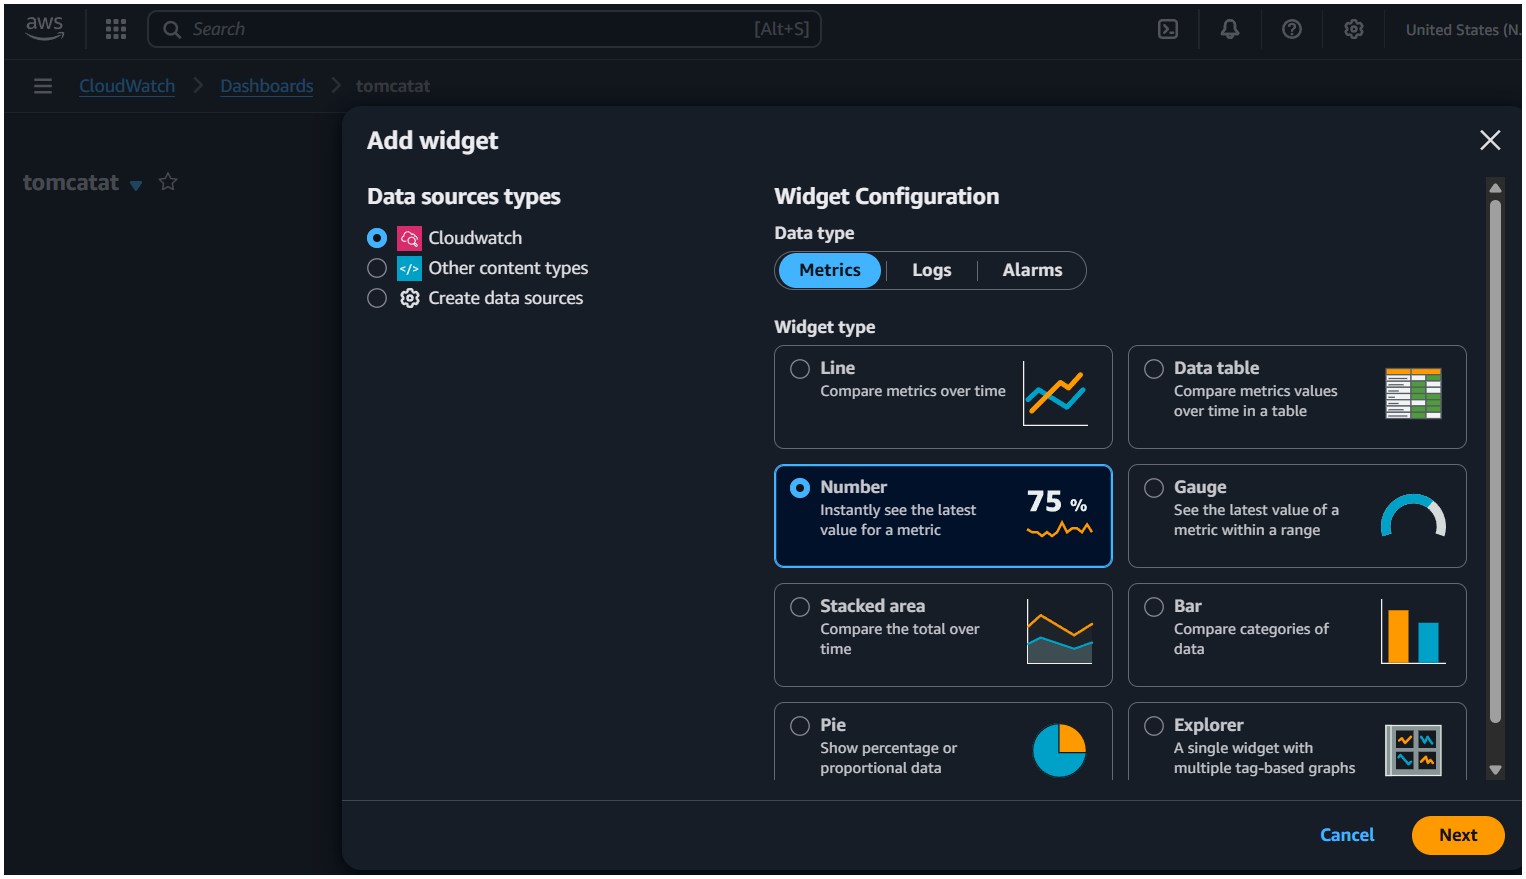 aws
Search [Alt+S]
United States (N.
CloudWatch
Dashboards
tomcatat
tomcatat
Add widget
Data sources types
Cloudwatch
</> Other content types
Create data sources
Widget Configuration
Data type
Metrics
Logs
Alarms
Widget type
Line
Compare metrics over time
Data table
Compare metrics values
over time in a table
Number
Instantly see the latest
value for a metric
75 %
Gauge
See the latest value of a
metric within a range
Stacked area
Compare the total over
time
Bar
Compare categories of
data
Pie
Show percentage or
proportional data
Explorer
A single widget with
multiple tag-based graphs
Cancel
Next